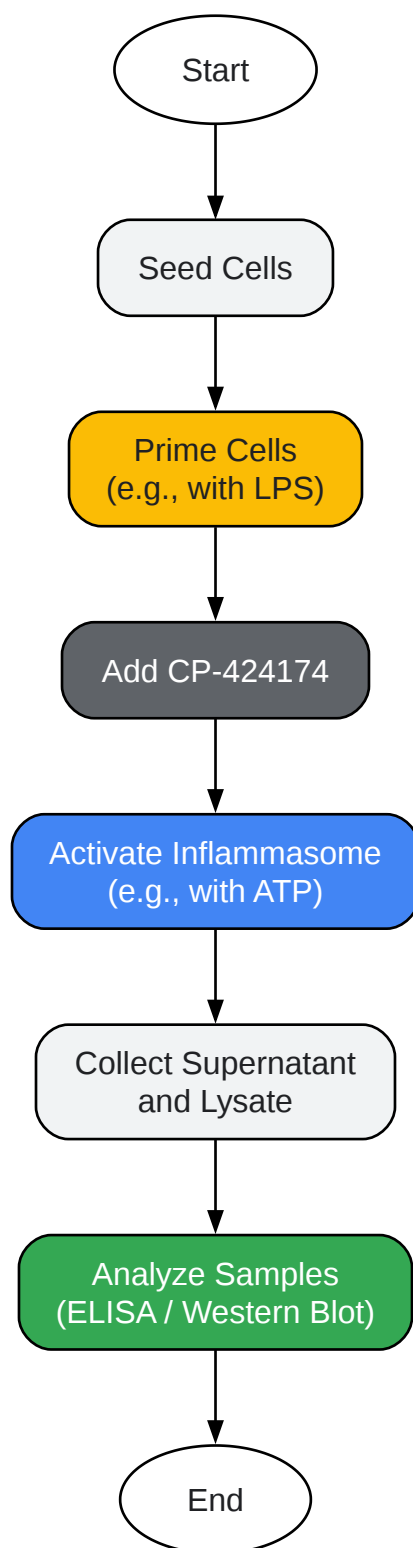 Start
Seed Cells
Prime Cells
(e.g., with LPS)
Add CP-424174
Activate Inflammasome
(e.g., with ATP)
Collect Supernatant
and Lysate
Analyze Samples
(ELISA / Western Blot)
End